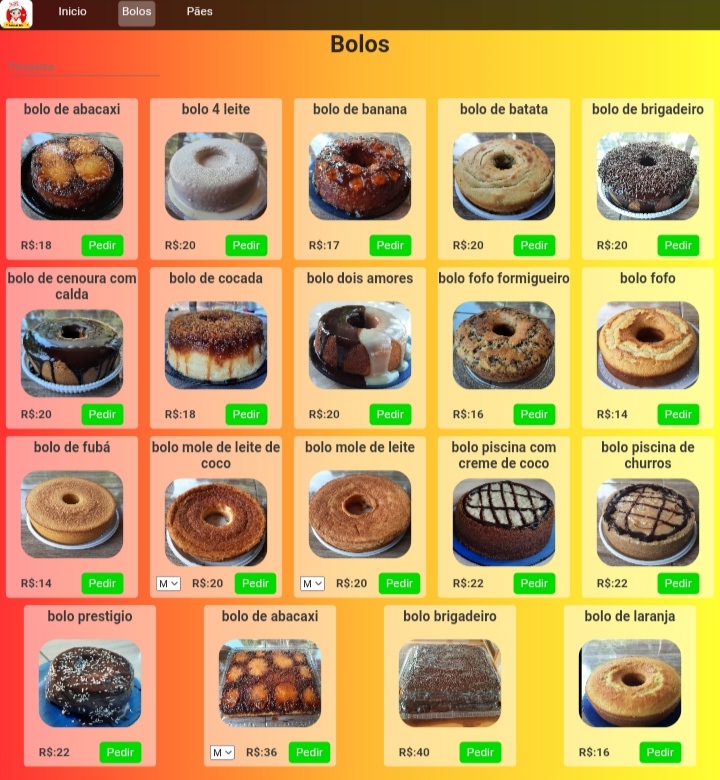 Inicio Bolos Pães
Bolos
Pesquisa
bolo de abacaxi
R$:18 Pedir
bolo 4 leite
R$:20 Pedir
bolo de banana
R$:17 Pedir
bolo de batata
R$:20 Pedir
bolo de brigadeiro
R$:20 Pedir
bolo de cenoura com
calda
R$:20 Pedir
bolo de cocada
R$:18 Pedir
bolo dois amores
R$:20 Pedir
bolo fofo formigueiro
R$:16 Pedir
bolo fofo
R$:14 Pedir
bolo de fubá
R$:14 Pedir
bolo mole de leite de
coco
M R$:20 Pedir
bolo mole de leite
M R$:20 Pedir
bolo piscina com
creme de coco
R$:22 Pedir
bolo piscina de
churros
R$:22 Pedir
bolo prestigio
R$:22 Pedir
bolo de abacaxi
M R$:36 Pedir
bolo brigadeiro
R$:40 Pedir
bolo de laranja
R$:16 Pedir